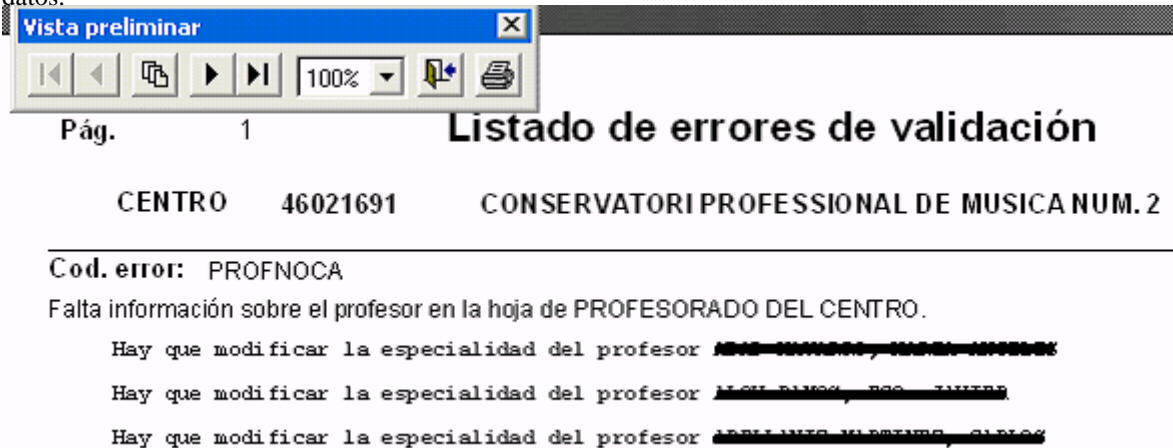 datos.
Vista preliminar
100%
Pág. 1 Listado de errores de validación
CENTRO 46021691 CONSERVATORI PROFESSIONAL DE MUSICA NUM. 2
Cod. error: PROFNOCA
Falta información sobre el profesor en la hoja de PROFESORADO DEL CENTRO.
Hay que modificar la especialidad del profesor
Hay que modificar la especialidad del profesor
Hay que modificar la especialidad del profesor